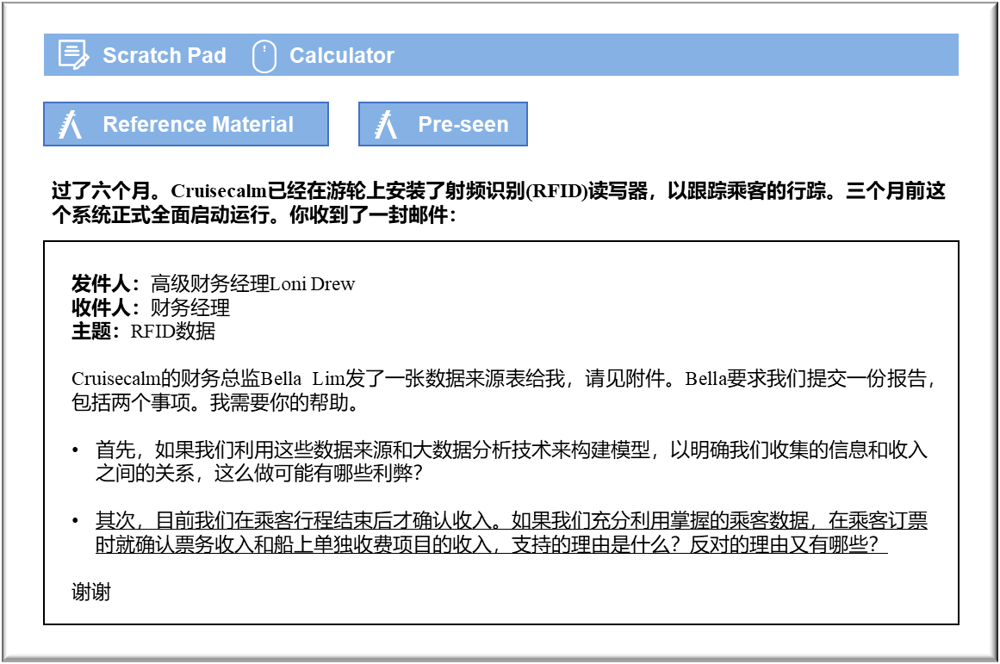 Scratch Pad Calculator
Reference Material Pre-seen
过了六个月。Cruisecalm已经在游轮上安装了射频识别(RFID)读写器，以跟踪乘客的行踪。三个月前这
个系统正式全面启动运行。你收到了一封邮件：
发件人：高级财务经理Loni Drew
收件人：财务经理
主题：RFID数据
Cruisecalm的财务总监Bella Lim发了一张数据来源表给我，请见附件。Bella要求我们提交一份报告，
包括两个事项。我需要你的帮助。
• 首先，如果我们利用这些数据来源和大数据分析技术来构建模型，以明确我们收集的信息和收入
之间的关系，这么做可能有哪些利弊？
• 其次，目前我们在乘客行程结束后才确认收入。如果我们充分利用掌握的乘客数据，在乘客订票
时就确认票务收入和船上单独收费项目的收入，支持的理由是什么？反对的理由又有哪些？
谢谢